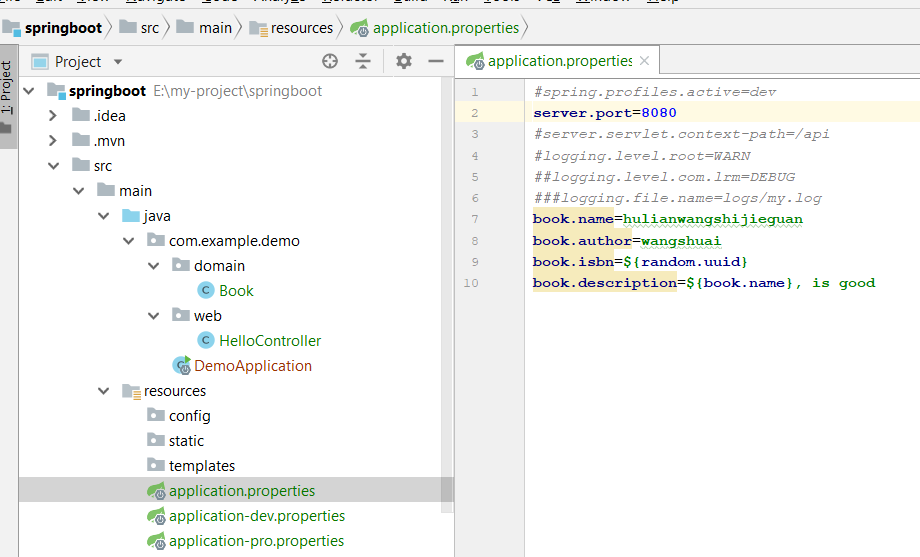 springboot src main resources application.properties
1: Project
Project
application.properties
springboot E:\my-project\springboot
.idea
.mvn
src
main
java
com.example.demo
domain
Book
web
HelloController
DemoApplication
resources
config
static
templates
application.properties
application-dev.properties
application-pro.properties
1 #spring.profiles.active=dev
2 server.port=8080
3 #server.servlet.context-path=/api
4 #logging.level.root=WARN
5 ##logging.level.com.lrm=DEBUG
6 ###logging.file.name=logs/my.log
7 book.name=hulianwangshijieguan
8 book.author=wangshuai
9 book.isbn=${random.uuid}
10 book.description=${book.name}, is good